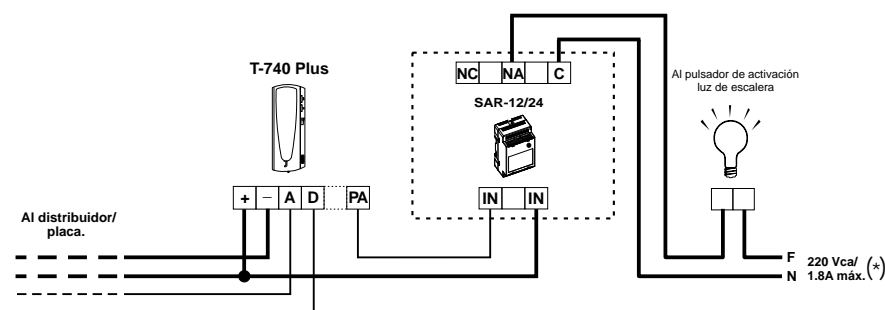 T-740 Plus
NC NA C
SAR-12/24
Al pulsador de activación
luz de escalera
+ – A D PA
IN IN
Al distribuidor/
placa.
F 220 Vca/
N 1.8A máx.
(*)